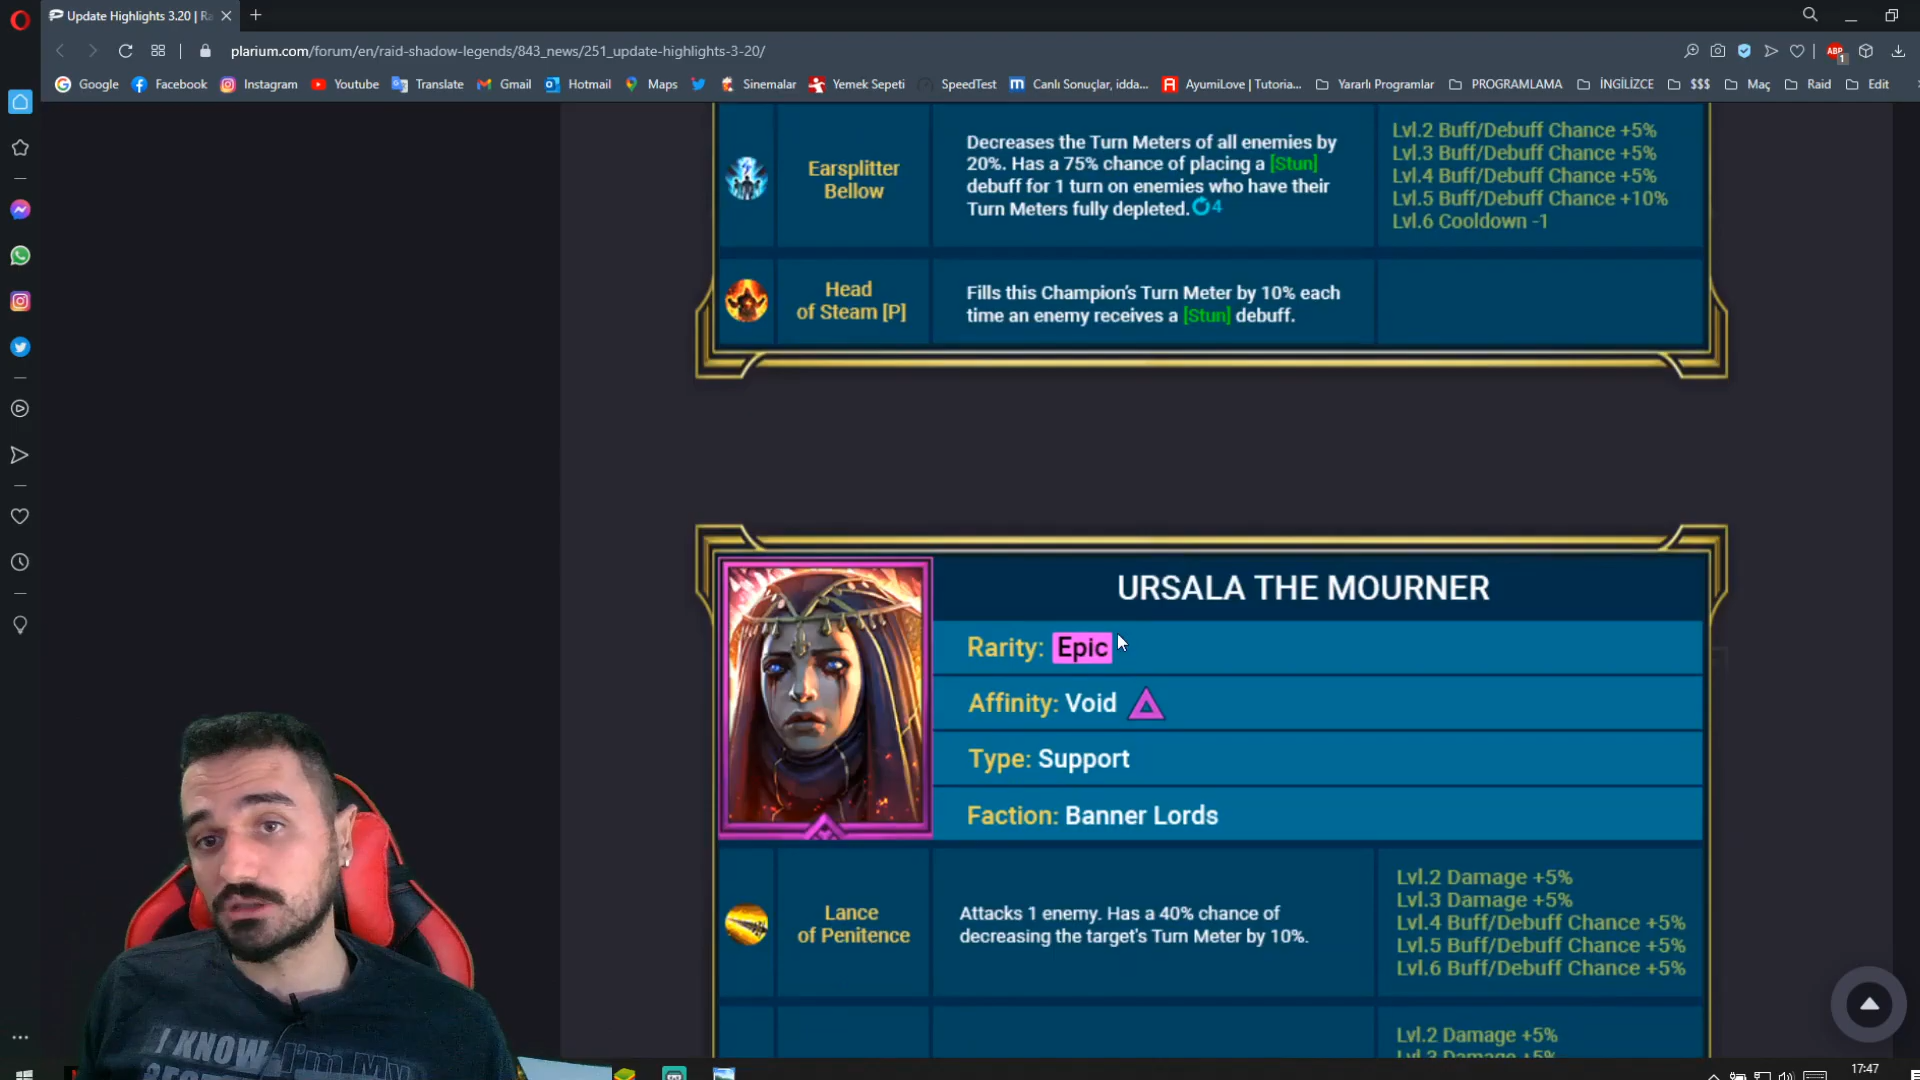 Update Highlights 3.20 | Ra
plarium.com/forum/en/raid-shadow-legends/843_news/251_update-highlights-3-20/
ABP
1
Google Facebook Instagram Youtube Translate Gmail Hotmail Maps Sinemalar Yemek Sepeti SpeedTest Canlı Sonuçlar, idda... AyumiLove | Tutoria... Yararlı Programlar PROGRAMLAMA İNGİLİZCE $$$ Maç Raid Edit
Earsplitter
Bellow
Decreases the Turn Meters of all enemies by
20%. Has a 75% chance of placing a [Stun]
debuff for 1 turn on enemies who have their
Turn Meters fully depleted. 4
Lvl.2 Buff/Debuff Chance +5%
Lvl.3 Buff/Debuff Chance +5%
Lvl.4 Buff/Debuff Chance +5%
Lvl.5 Buff/Debuff Chance +10%
Lvl.6 Cooldown -1
Head
of Steam [P]
Fills this Champion's Turn Meter by 10% each
time an enemy receives a [Stun] debuff.
URSALA THE MOURNER
Rarity: Epic
Affinity: Void
Type: Support
Faction: Banner Lords
Lance
of Penitence
Attacks 1 enemy. Has a 40% chance of
decreasing the target's Turn Meter by 10%.
Lvl.2 Damage +5%
Lvl.3 Damage +5%
Lvl.4 Buff/Debuff Chance +5%
Lvl.5 Buff/Debuff Chance +5%
Lvl.6 Buff/Debuff Chance +5%
Lvl.2 Damage +5%
Lvl.3 Damage +5%
I KNOW I'm My
17:47